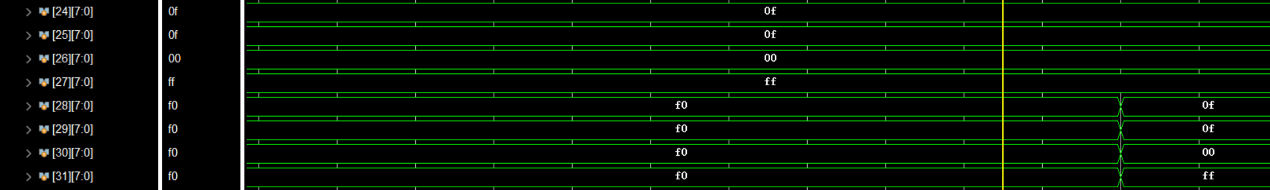 [24][7:0] 0f 0f
[25][7:0] 0f 0f
[26][7:0] 00 00
[27][7:0] ff ff
[28][7:0] f0 f0 0f
[29][7:0] f0 f0 0f
[30][7:0] f0 f0 00
[31][7:0] f0 f0 ff